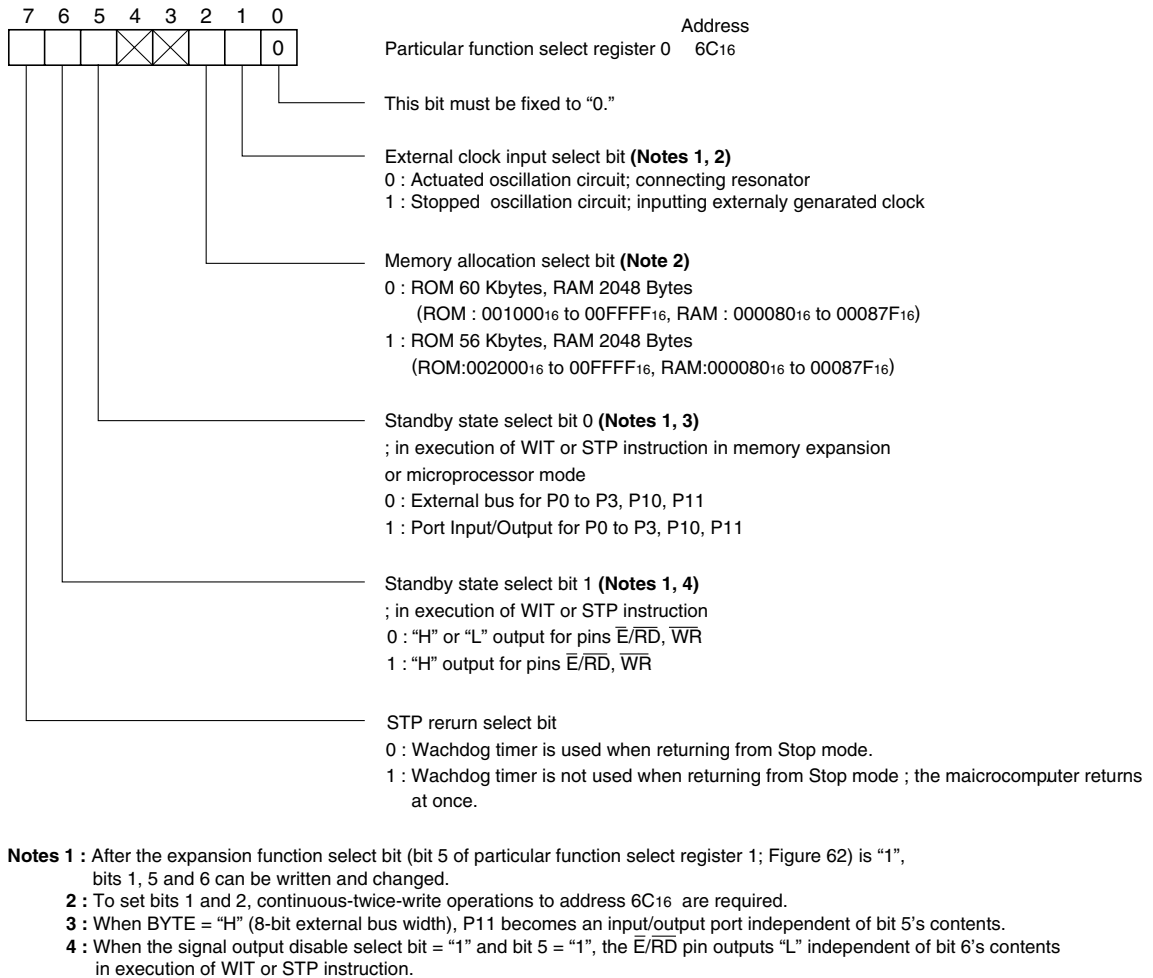 7 6 5 4 3 2 1 0
Address
0
Particular function select register 0 6C16
This bit must be fixed to “0.”
External clock input select bit (Notes 1, 2)
0 : Actuated oscillation circuit; connecting resonator
1 : Stopped oscillation circuit; inputting externaly genarated clock
Memory allocation select bit (Note 2)
0 : ROM 60 Kbytes, RAM 2048 Bytes
(ROM : 00100016 to 00FFFF16, RAM : 00008016 to 00087F16)
1 : ROM 56 Kbytes, RAM 2048 Bytes
(ROM:00200016 to 00FFFF16, RAM:00008016 to 00087F16)
Standby state select bit 0 (Notes 1, 3)
; in execution of WIT or STP instruction in memory expansion
or microprocessor mode
0 : External bus for P0 to P3, P10, P11
1 : Port Input/Output for P0 to P3, P10, P11
Standby state select bit 1 (Notes 1, 4)
; in execution of WIT or STP instruction
0 : “H” or “L” output for pins E̅/R̅D̅, W̅R̅
1 : “H” output for pins E̅/R̅D̅, W̅R̅
STP rerurn select bit
0 : Wachdog timer is used when returning from Stop mode.
1 : Wachdog timer is not used when returning from Stop mode ; the maicrocomputer returns
at once.
Notes 1 : After the expansion function select bit (bit 5 of particular function select register 1; Figure 62) is “1”,
bits 1, 5 and 6 can be written and changed.
2 : To set bits 1 and 2, continuous-twice-write operations to address 6C16 are required.
3 : When BYTE = “H” (8-bit external bus width), P11 becomes an input/output port independent of bit 5’s contents.
4 : When the signal output disable select bit = “1” and bit 5 = “1”, the E̅/R̅D̅ pin outputs “L” independent of bit 6’s contents
in execution of WIT or STP instruction.